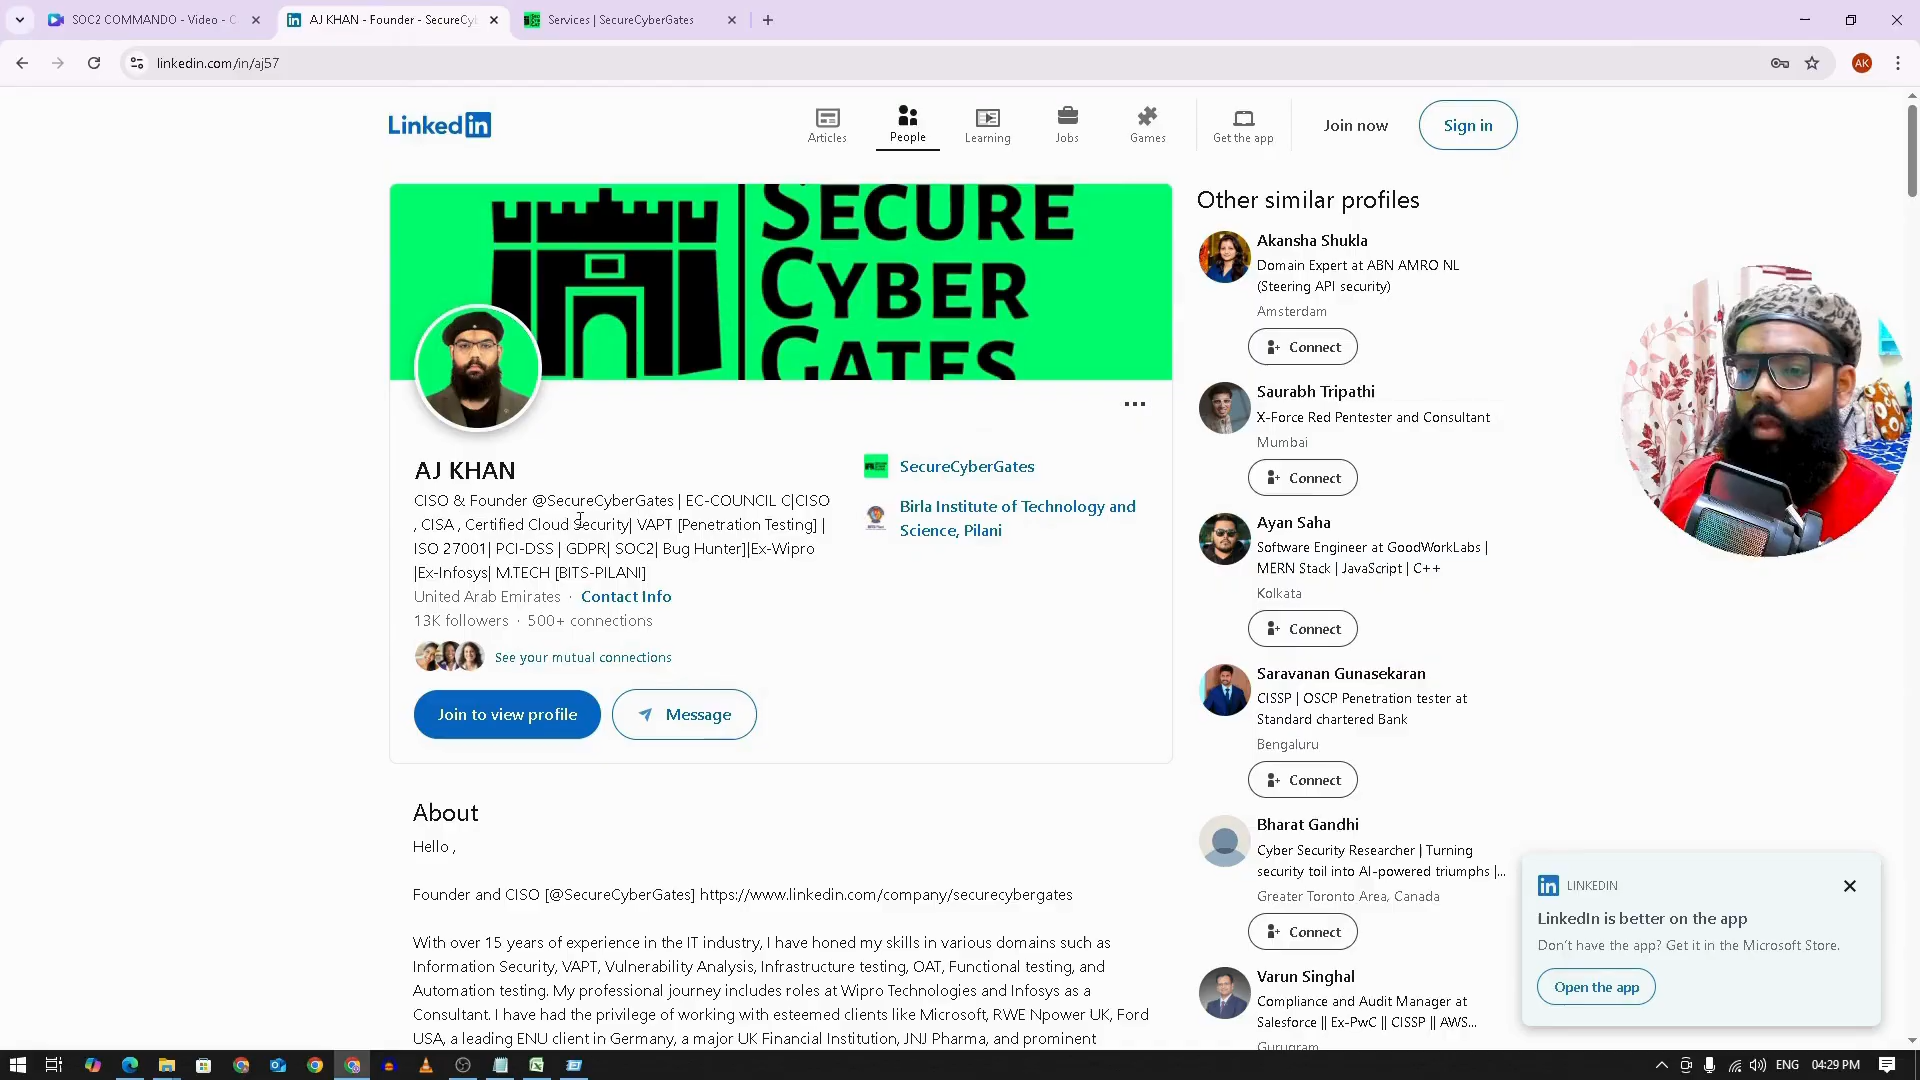 SOC2 COMMANDO - Video - C
AJ KHAN - Founder - SecureCy
Services | SecureCyberGates
linkedin.com/in/aj57
AK
Linked in
Articles
People
Learning
Jobs
Games
Get the app
Join now
Sign in
SECURE
CYBER
GATES
AJ KHAN
CISO & Founder @SecureCyberGates | EC-COUNCIL C|CISO
, CISA , Certified Cloud Security| VAPT [Penetration Testing] |
ISO 27001| PCI-DSS | GDPR| SOC2| Bug Hunter]|Ex-Wipro
|Ex-Infosys| M.TECH [BITS-PILANI]
United Arab Emirates · Contact Info
13K followers · 500+ connections
See your mutual connections
Join to view profile
Message
SecureCyberGates
Birla Institute of Technology and
Science, Pilani
About
Hello ,
Founder and CISO [@SecureCyberGates] https://www.linkedin.com/company/securecybergates
With over 15 years of experience in the IT industry, I have honed my skills in various domains such as
Information Security, VAPT, Vulnerability Analysis, Infrastructure testing, OAT, Functional testing, and
Automation testing. My professional journey includes roles at Wipro Technologies and Infosys as a
Consultant. I have had the privilege of working with esteemed clients like Microsoft, RWE Npower UK, Ford
USA, a leading ENU client in Germany, a major UK Financial Institution, JNJ Pharma, and prominent
Other similar profiles
Akansha Shukla
Domain Expert at ABN AMRO NL
(Steering API security)
Amsterdam
Connect
Saurabh Tripathi
X-Force Red Pentester and Consultant
Mumbai
Connect
Ayan Saha
Software Engineer at GoodWorkLabs |
MERN Stack | JavaScript | C++
Kolkata
Connect
Saravanan Gunasekaran
CISSP | OSCP Penetration tester at
Standard chartered Bank
Bengaluru
Connect
Bharat Gandhi
Cyber Security Researcher | Turning
security toil into AI-powered triumphs |...
Greater Toronto Area, Canada
Connect
Varun Singhal
Compliance and Audit Manager at
Salesforce || Ex-PwC || CISSP || AWS...
Gurugram
in LINKEDIN
LinkedIn is better on the app
Don't have the app? Get it in the Microsoft Store.
Open the app
ENG
04:29 PM